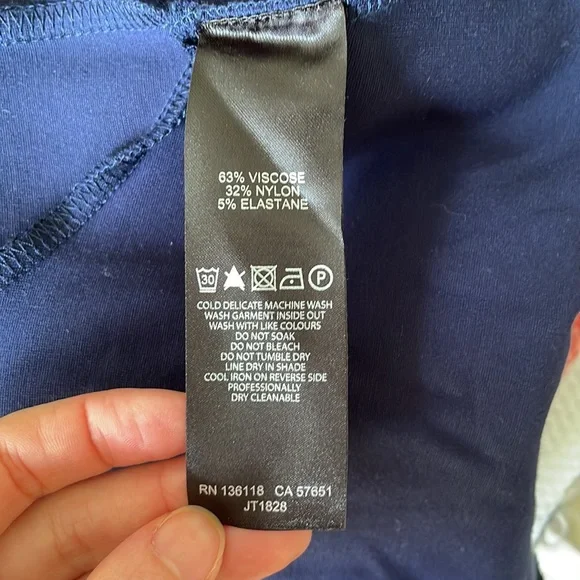 63% VISCOSE
32% NYLON
5% ELASTANE
30 P
COLD DELICATE MACHINE WASH
WASH GARMENT INSIDE OUT
WASH WITH LIKE COLOURS
DO NOT SOAK
DO NOT BLEACH
DO NOT TUMBLE DRY
LINE DRY IN SHADE
COOL IRON ON REVERSE SIDE
PROFESSIONALLY
DRY CLEANABLE
RN 136118 CA 57651
JT1828